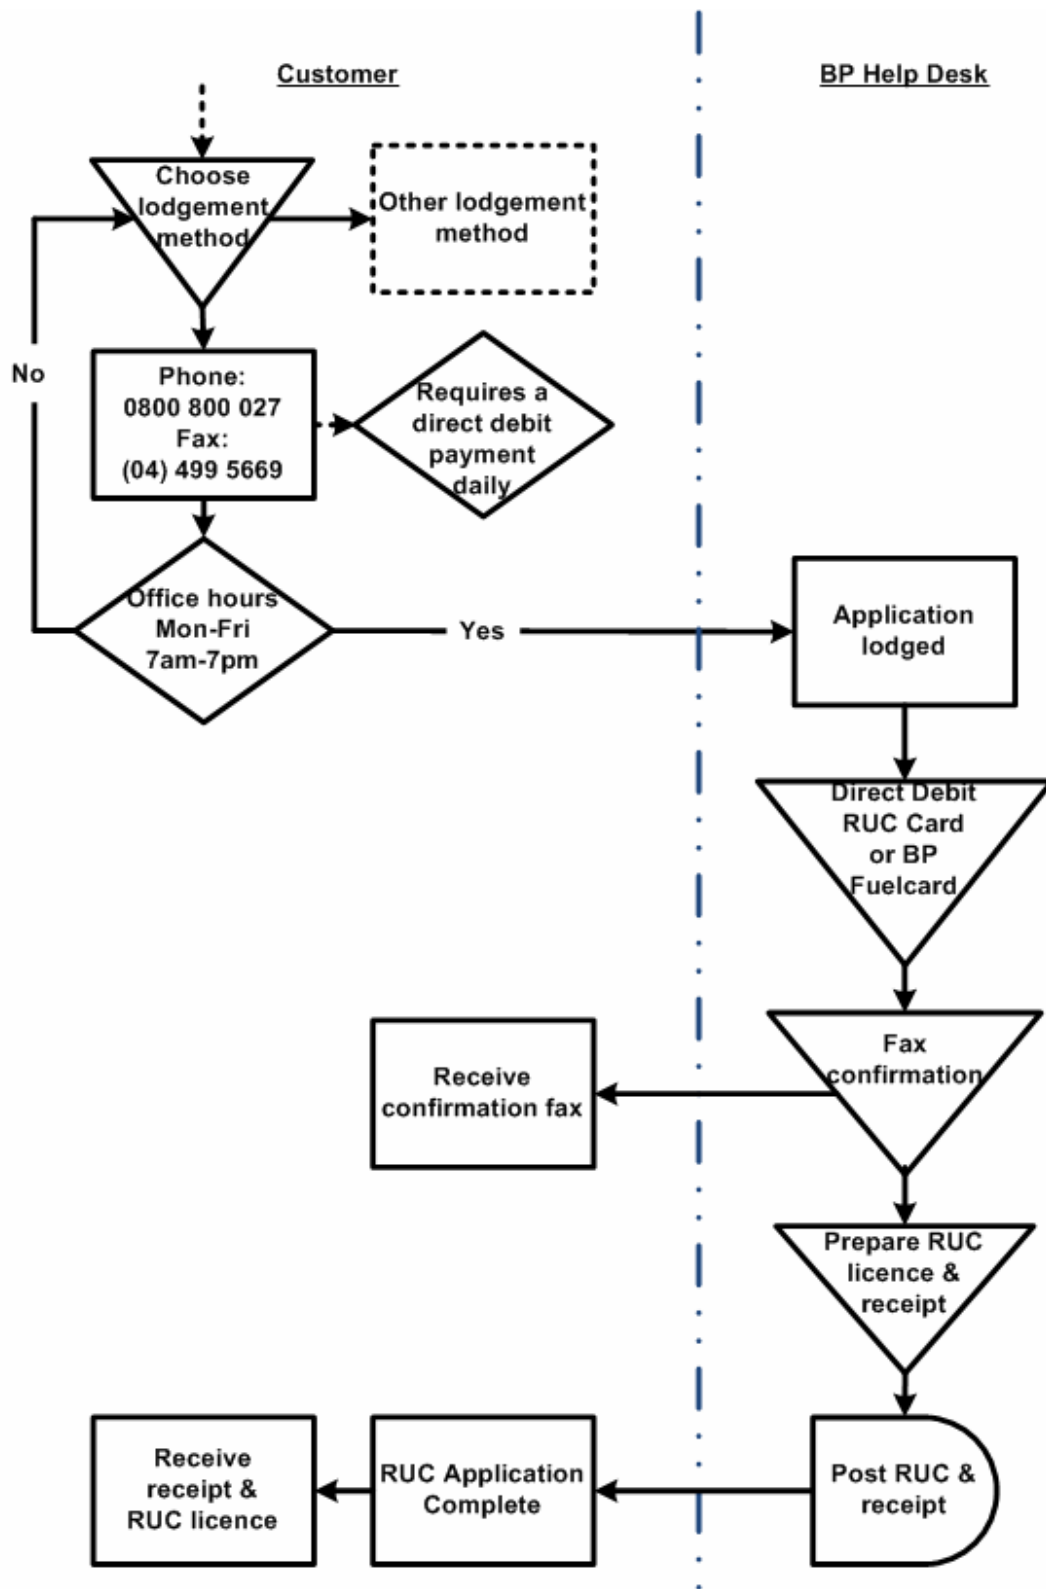 Customer
BP Help Desk
Choose
lodgement
method
Other lodgement
method
No
Phone:
0800 800 027
Fax:
(04) 499 5669
Requires a
direct debit
payment
daily
Office hours
Mon-Fri
7am-7pm
Yes
Application
lodged
Direct Debit
RUC Card
or BP
Fuelcard
Fax
confirmation
Receive
confirmation fax
Prepare RUC
licence &
receipt
Receive
receipt &
RUC licence
RUC Application
Complete
Post RUC &
receipt